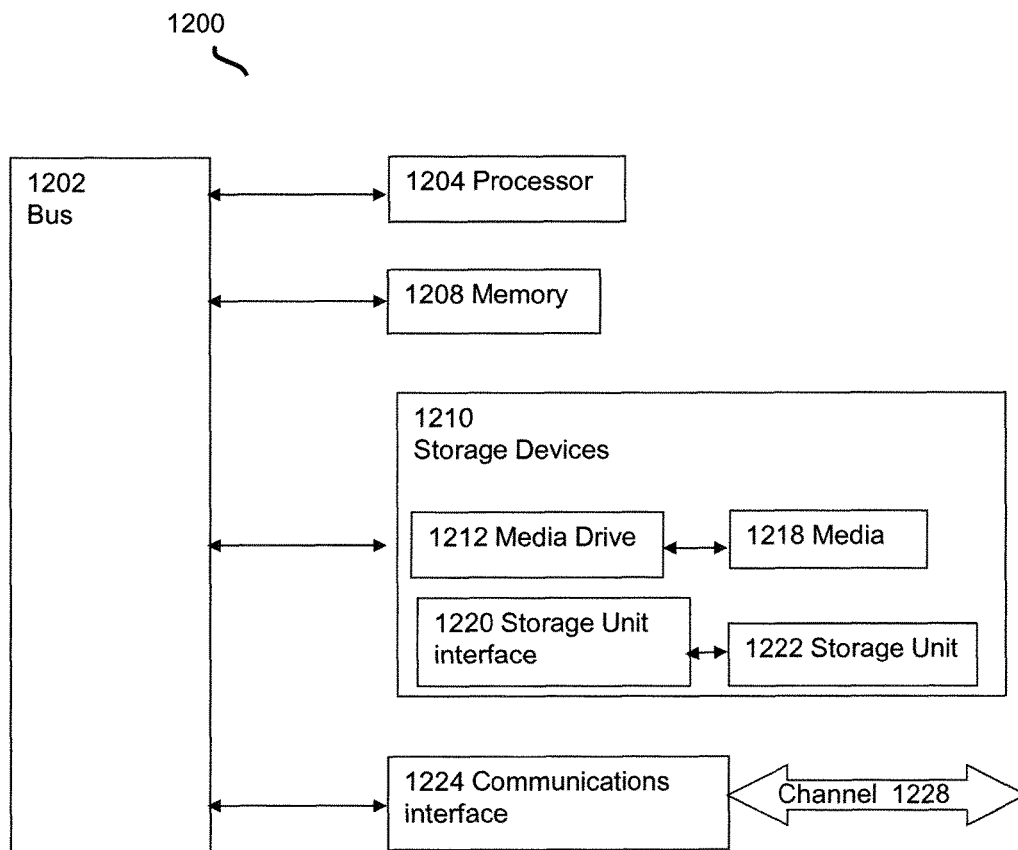 1200
1202
Bus
1204 Processor
1208 Memory
1210
Storage Devices
1212 Media Drive
1218 Media
1220 Storage Unit
interface
1222 Storage Unit
1224 Communications
interface
Channel 1228